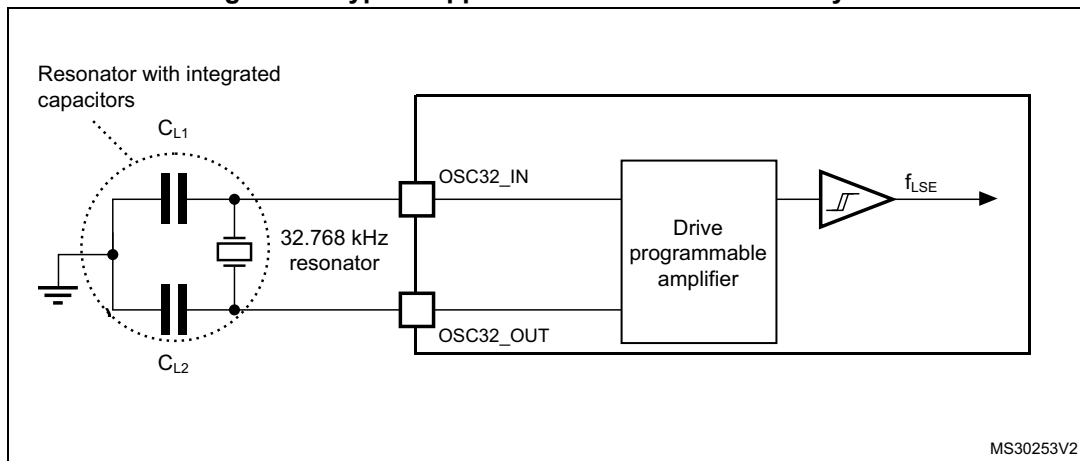 Resonator with integrated
capacitors
CL1
OSC32_IN
fLSE
32.768 kHz
resonator
Drive
programmable
amplifier
OSC32_OUT
CL2
MS30253V2